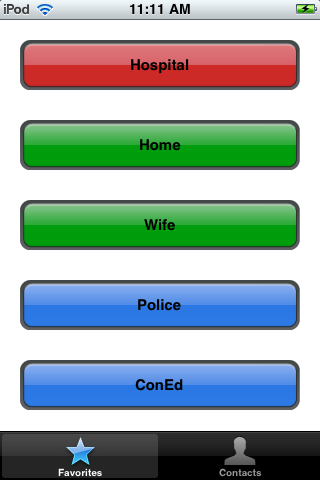 iPod 11:11 AM
Hospital
Home
Wife
Police
ConEd
Favorites Contacts